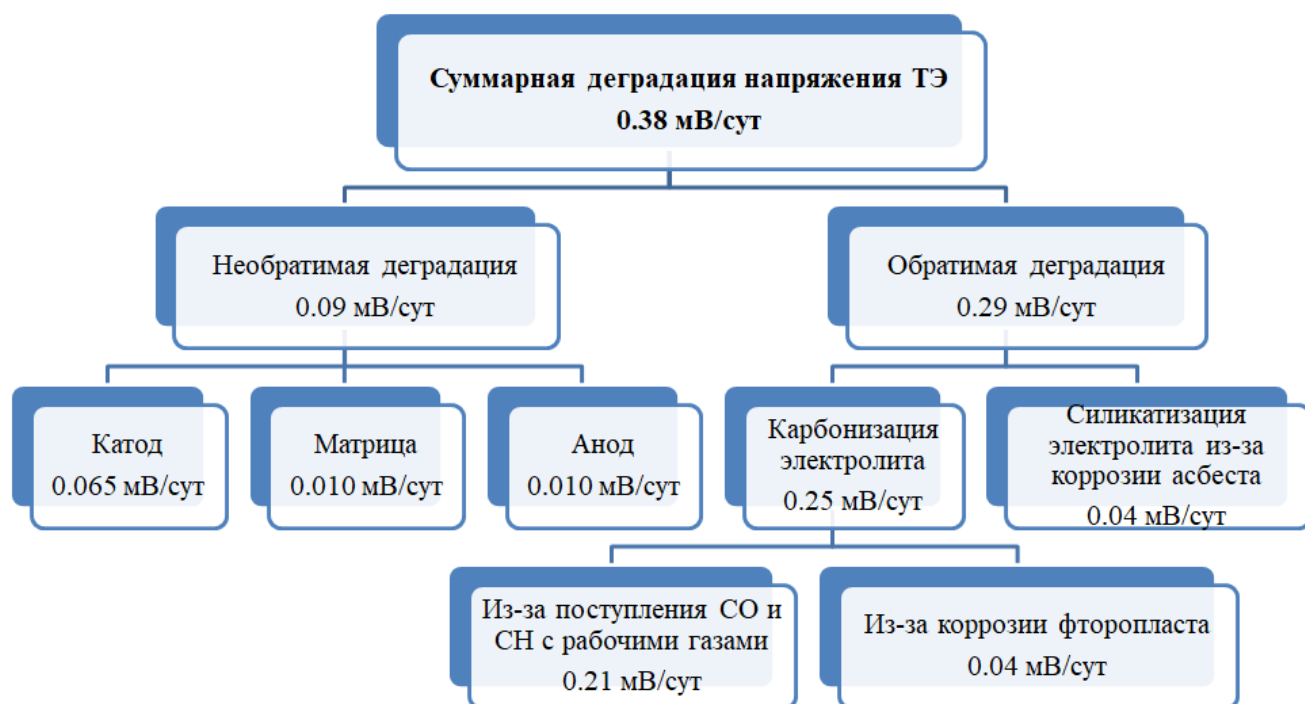 Суммарная деградация напряжения ТЭ
0.38 мВ/сут
Необратимая деградация
0.09 мВ/сут
Обратимая деградация
0.29 мВ/сут
Катод
0.065 мВ/сут
Матрица
0.010 мВ/сут
Анод
0.010 мВ/сут
Карбонизация
электролита
0.25 мВ/сут
Силикатизация
электролита из-за
коррозии асбеста
0.04 мВ/сут
Из-за поступления СО и
СН с рабочими газами
0.21 мВ/сут
Из-за коррозии фторопласта
0.04 мВ/сут